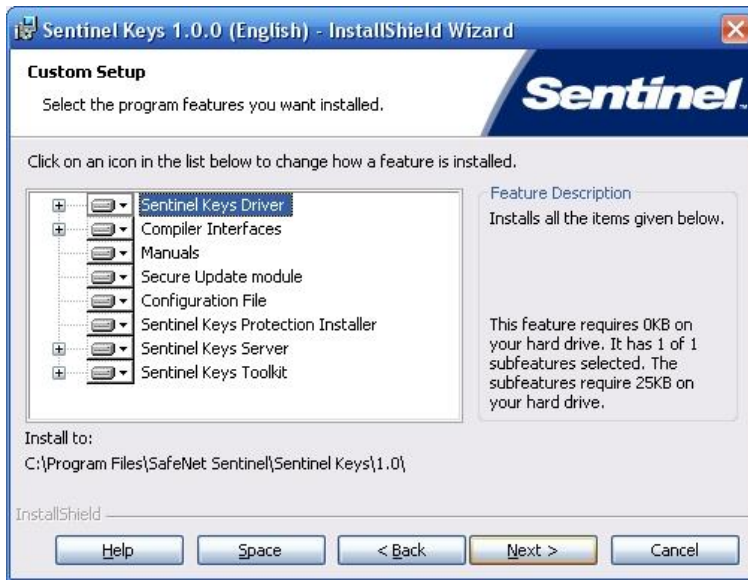 Sentinel Keys 1.0.0 (English) - InstallShield Wizard
Custom Setup
Select the program features you want installed.
Sentinel™
Click on an icon in the list below to change how a feature is installed.
Sentinel Keys Driver
Compiler Interfaces
Manuals
Secure Update module
Configuration File
Sentinel Keys Protection Installer
Sentinel Keys Server
Sentinel Keys Toolkit
Feature Description
Installs all the items given below.
This feature requires 0KB on
your hard drive. It has 1 of 1
subfeatures selected. The
subfeatures require 25KB on
your hard drive.
Install to:
C:\Program Files\SafeNet Sentinel\Sentinel Keys\1.0\
InstallShield
Help Space < Back Next > Cancel